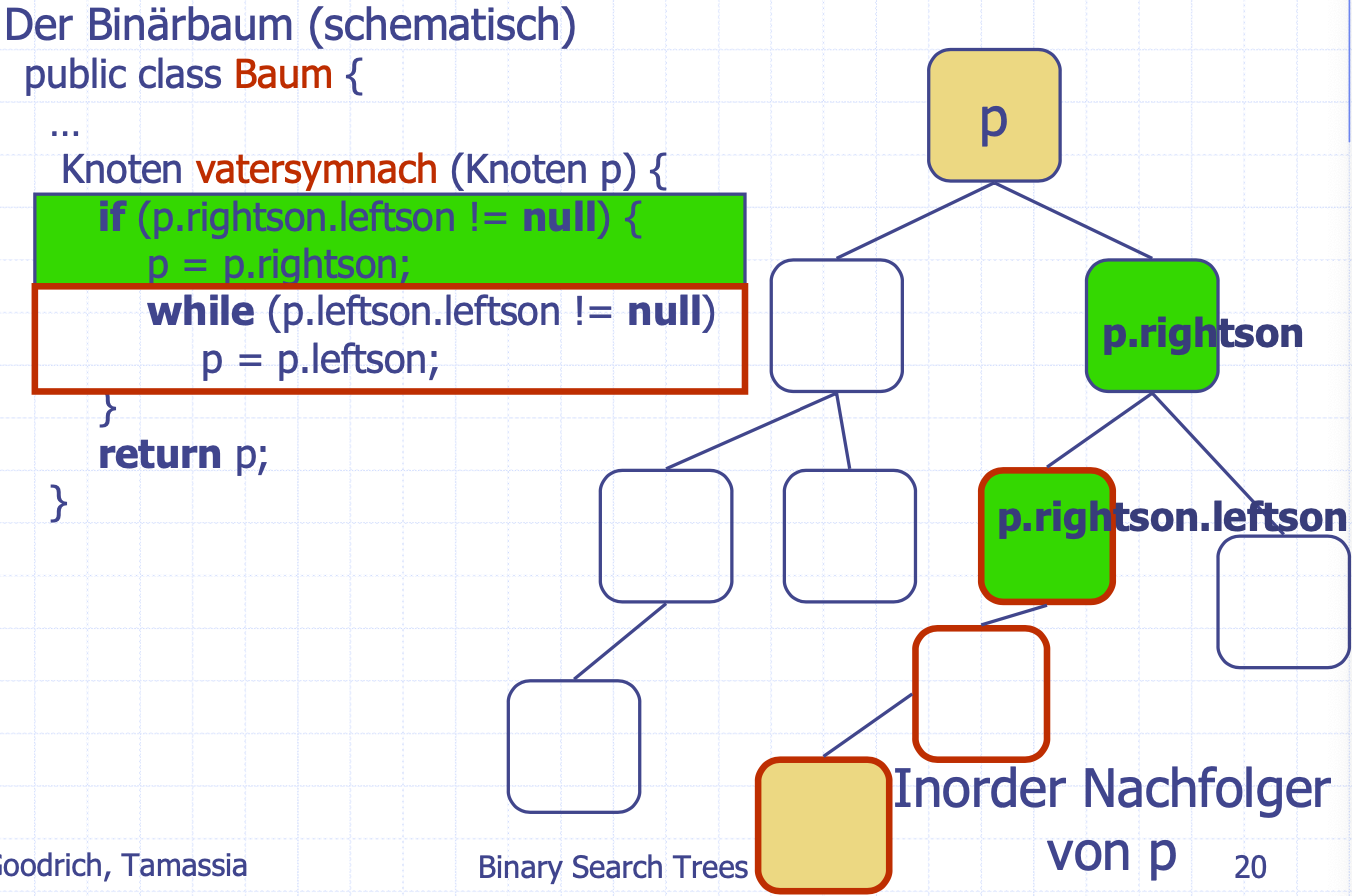 Der Binärbaum (schematisch)
public class Baum {
...
Knoten vatersymnach (Knoten p) {
if (p.rightson.leftson != null) {
p = p.rightson;
while (p.leftson.leftson != null)
p = p.leftson;
}
return p;
}
p
p.rightson
p.rightson.leftson
Inorder Nachfolger
von p
Goodrich, Tamassia
Binary Search Trees
20